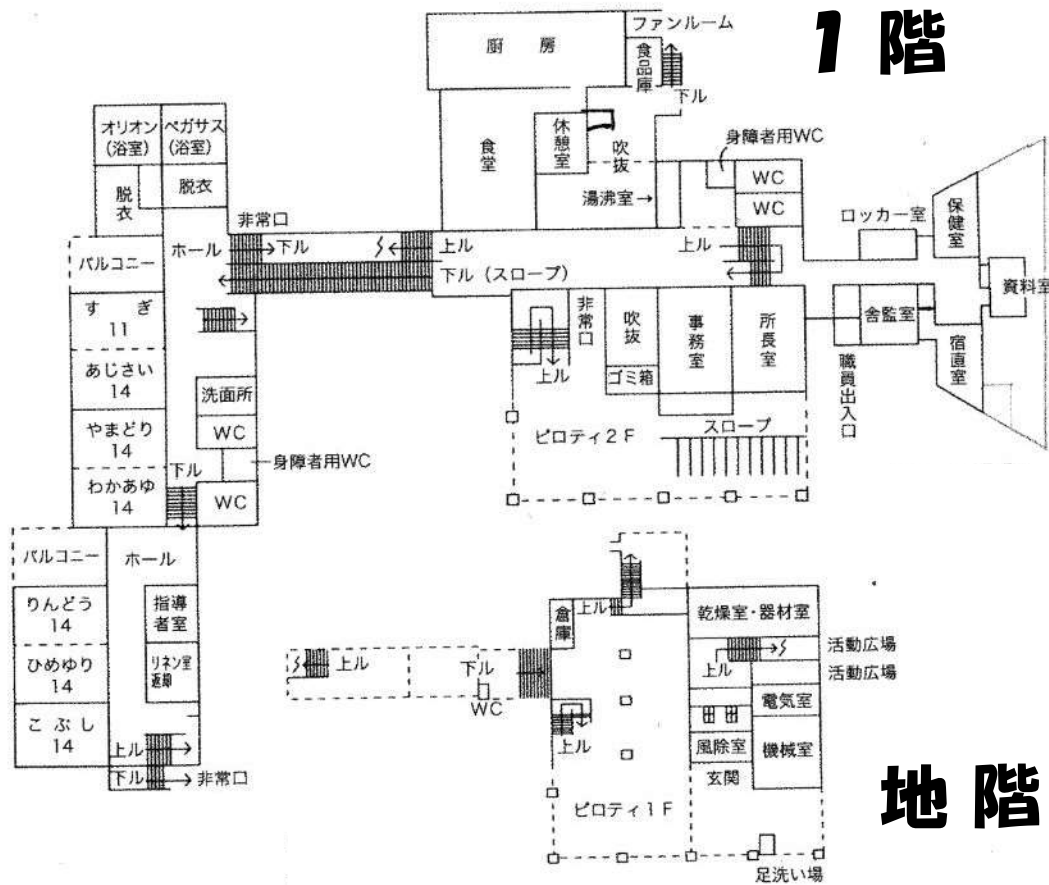 1 階
ファンルーム
厨 房
食品庫
下ル
オリオン
(浴室)
ペガサス
(浴室)
脱衣
脱衣
食堂
休憩室
吹抜
湯沸室→
身障者用WC
WC
WC
ロッカー室
保健室
資料室
舎監室
宿直室
職員出入口
非常口
ホール
下ル
上ル
上ル
下ル(スロープ)
バルコニー
すぎ
11
あじさい
14
やまどり
14
わかあゆ
14
洗面所
WC
身障者用WC
WC
下ル
非常口
上ル
吹抜
ゴミ箱
事務室
所長室
ピロティ2F
スロープ
バルコニー
ホール
りんどう
14
ひめゆり
14
こぶし
14
指導者室
リネン室
返却
上ル
下ル
非常口
上ル
倉庫
乾燥室・器材室
活動広場
活動広場
上ル
上ル
下ル
WC
上ル
電気室
風除室
機械室
玄関
ピロティ1F
足洗い場
地 階